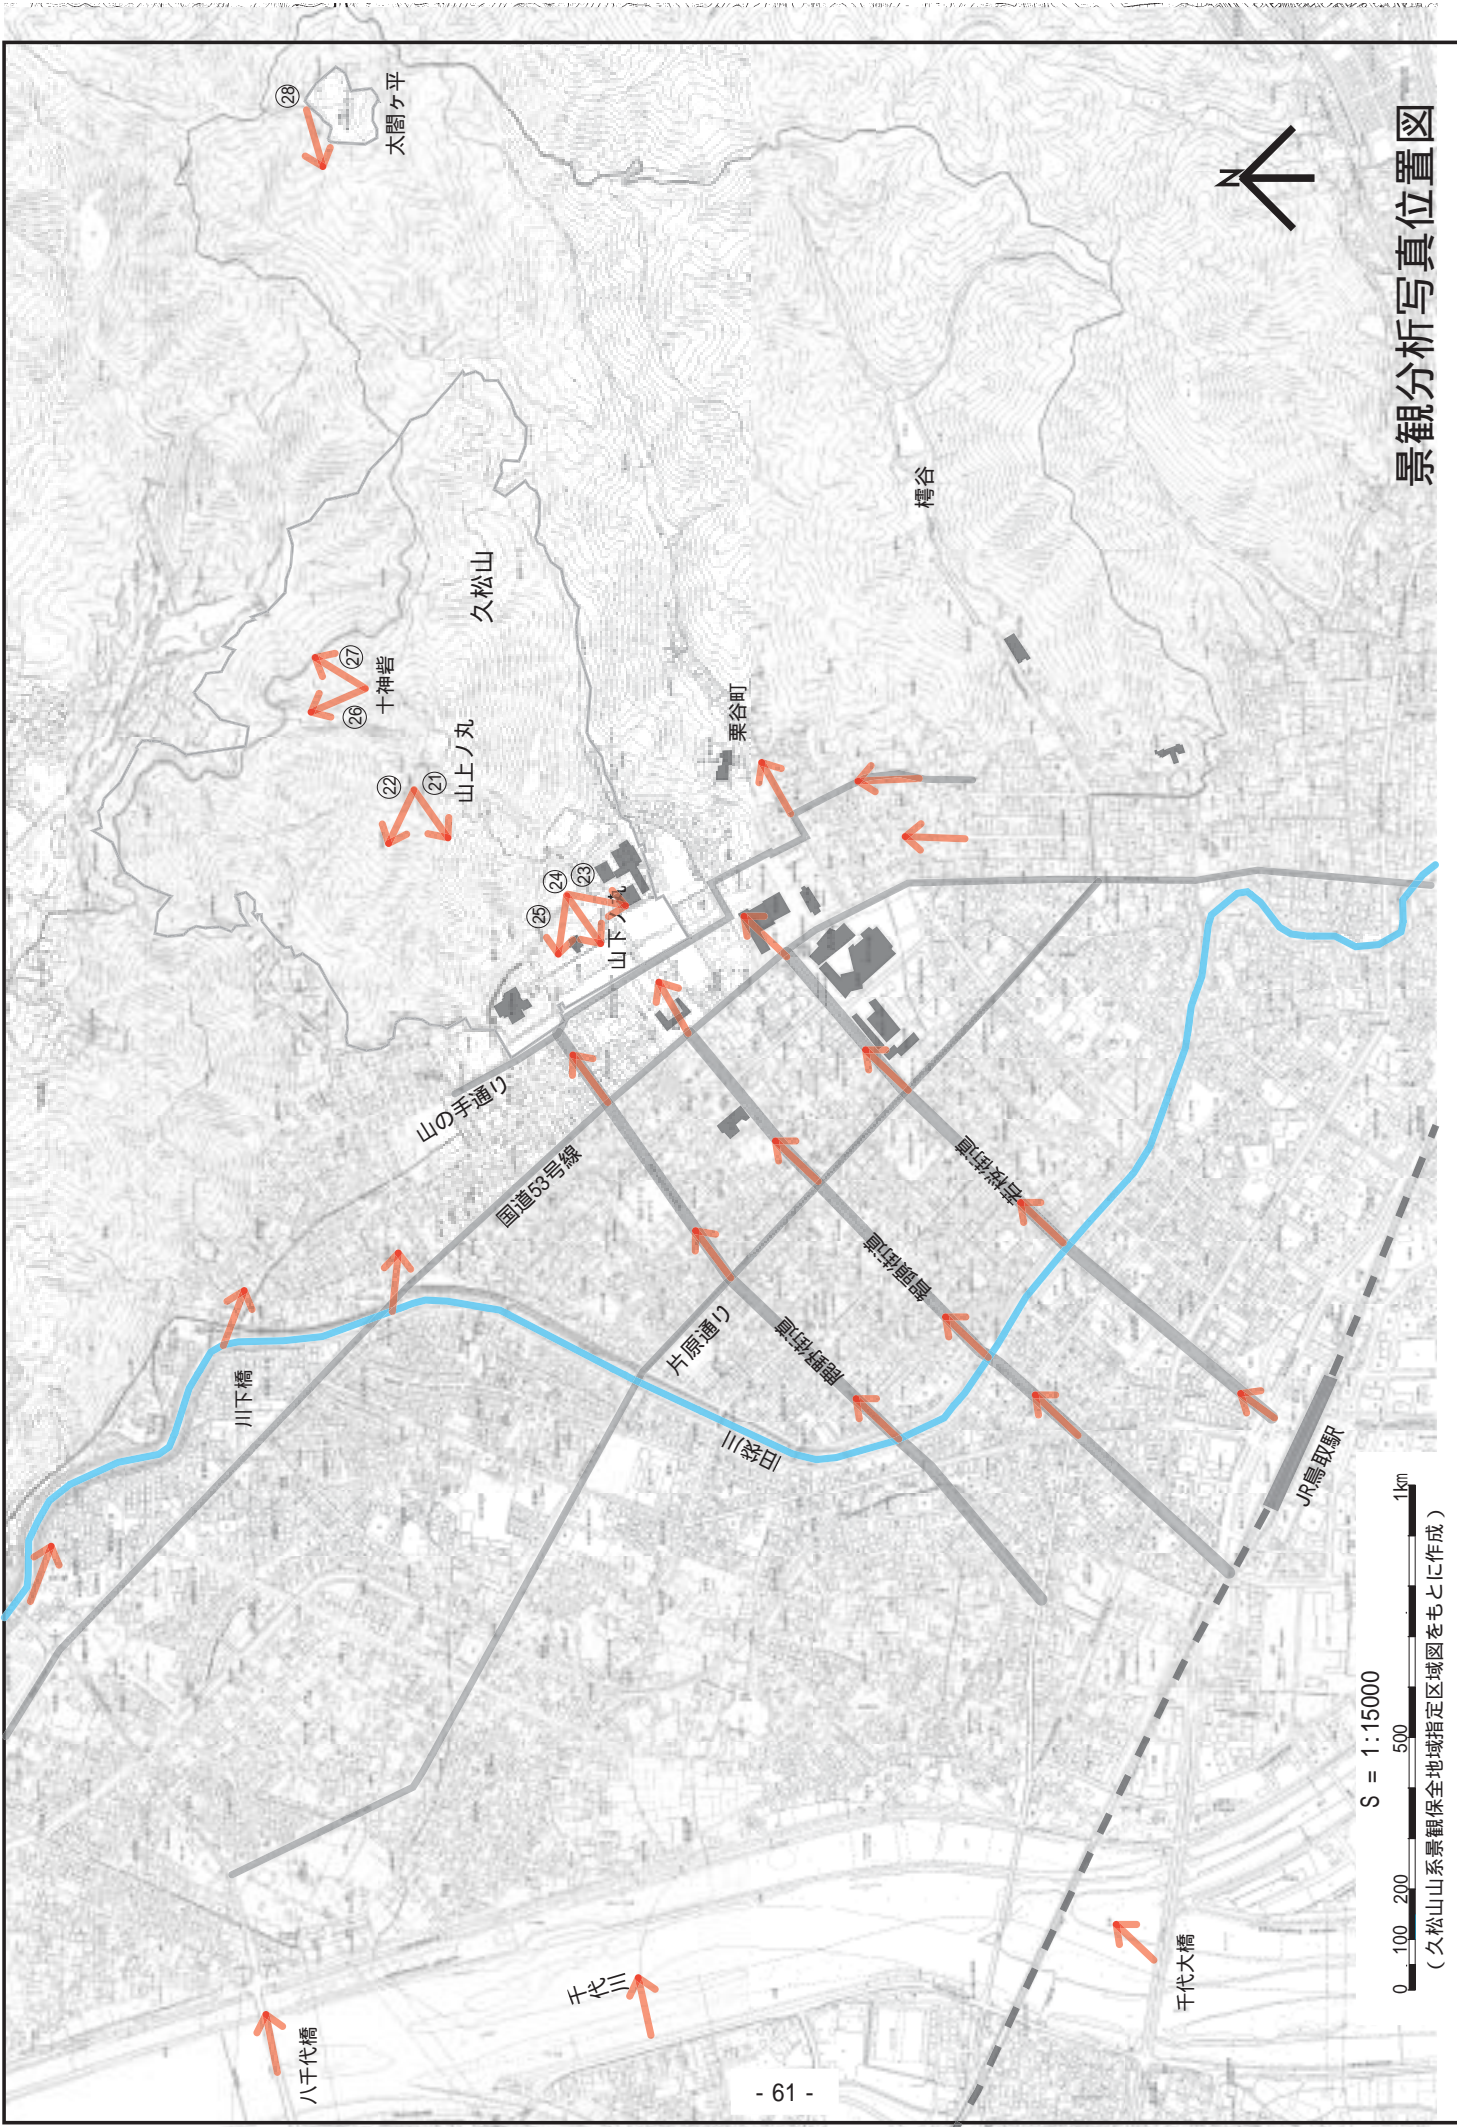 景観分析写真位置図
N
㉘
太閤ヶ平
久松山
㉗
㉖
十神砦
㉒
㉑
山上ノ丸
㉕
㉔
㉓
山下ノ丸
栗谷町
樗谷
山の手通り
国道53号線
片原通り
鹿野街道
智頭街道
若桜街道
川下橋
旧袋川
八千代橋
千代川
千代大橋
JR鳥取駅
S = 1:15000
0 100 200 500 1km
(久松山山系景観保全地域指定区域図をもとに作成)
- 61 -